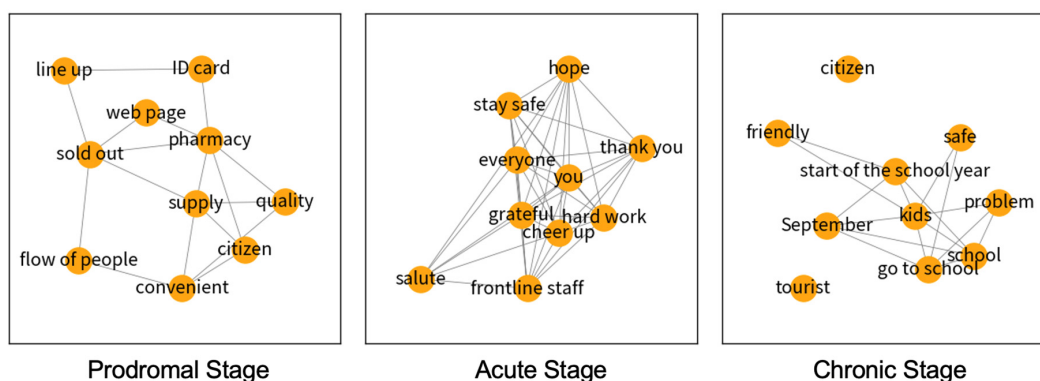 line up
ID card
web page
pharmacy
sold out
supply
quality
citizen
flow of people
convenient
Prodromal Stage
hope
stay safe
thank you
everyone
you
grateful
hard work
cheer up
salute
frontline staff
Acute Stage
citizen
friendly
safe
start of the school year
problem
kids
September
school
go to school
tourist
Chronic Stage